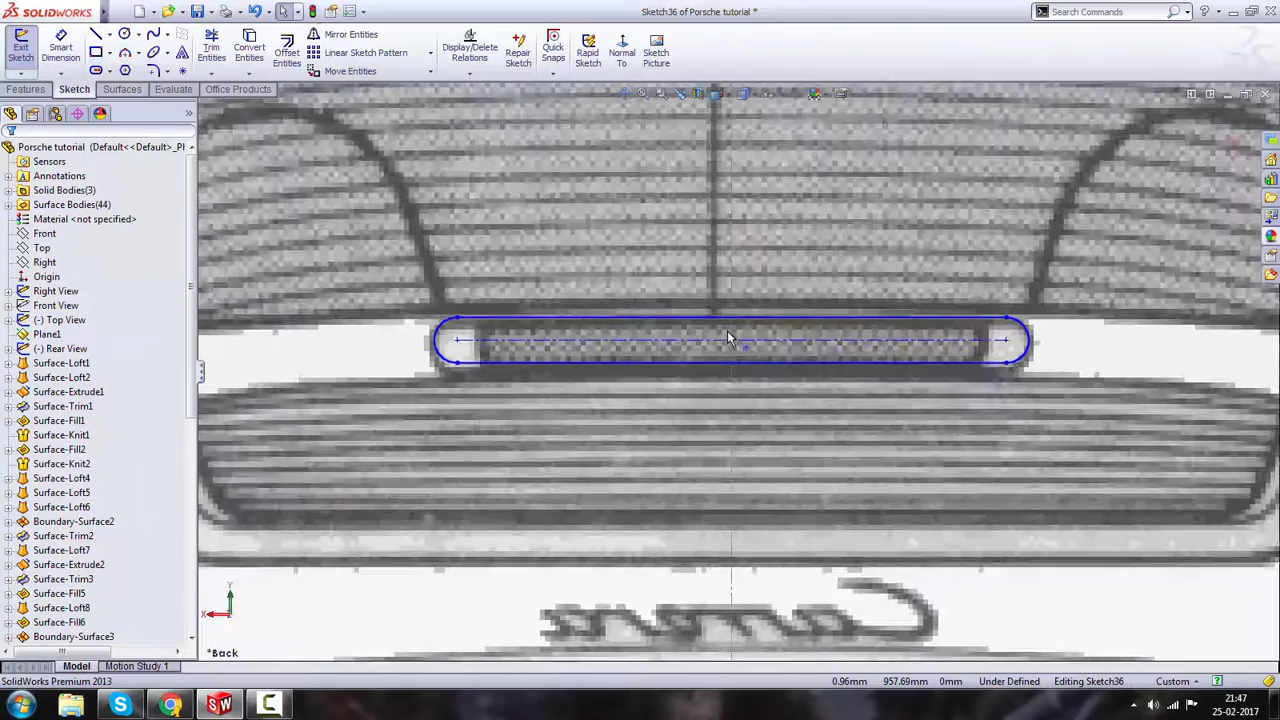 SOLIDWORKS
Sketch36 of Porsche tutorial *
Search Commands
Exit Sketch
Smart Dimension
Trim Entities
Convert Entities
Offset Entities
Mirror Entities
Linear Sketch Pattern
Move Entities
Display/Delete Relations
Repair Sketch
Quick Snaps
Rapid Sketch
Normal To
Sketch Picture
Features
Sketch
Surfaces
Evaluate
Office Products
Porsche tutorial (Default<<Default>_Pl
Sensors
Annotations
Solid Bodies(3)
Surface Bodies(44)
Material <not specified>
Front
Top
Right
Origin
Right View
Front View
(-) Top View
Plane1
(-) Rear View
Surface-Loft1
Surface-Loft2
Surface-Extrude1
Surface-Trim1
Surface-Fill1
Surface-Knit1
Surface-Fill2
Surface-Knit2
Surface-Loft4
Surface-Loft5
Surface-Loft6
Boundary-Surface2
Surface-Trim2
Surface-Loft7
Surface-Extrude2
Surface-Trim3
Surface-Fill5
Surface-Loft8
Surface-Fill6
Boundary-Surface3
Y
X
*Back
Model
Motion Study 1
SolidWorks Premium 2013
0.96mm
957.69mm
0mm
Under Defined
Editing Sketch36
Custom
21:47
25-02-2017